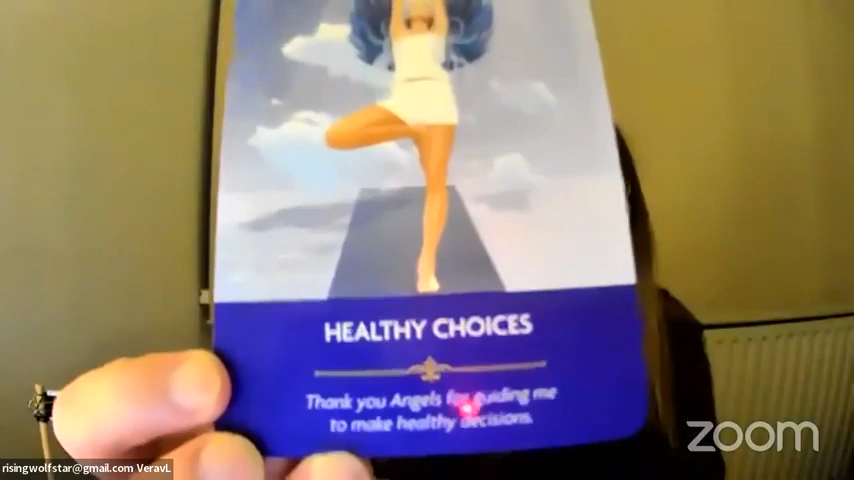 HEALTHY CHOICES
Thank you Angels for guiding me
to make healthy decisions.
zoom
risingwolfstar@gmail.com VeravL